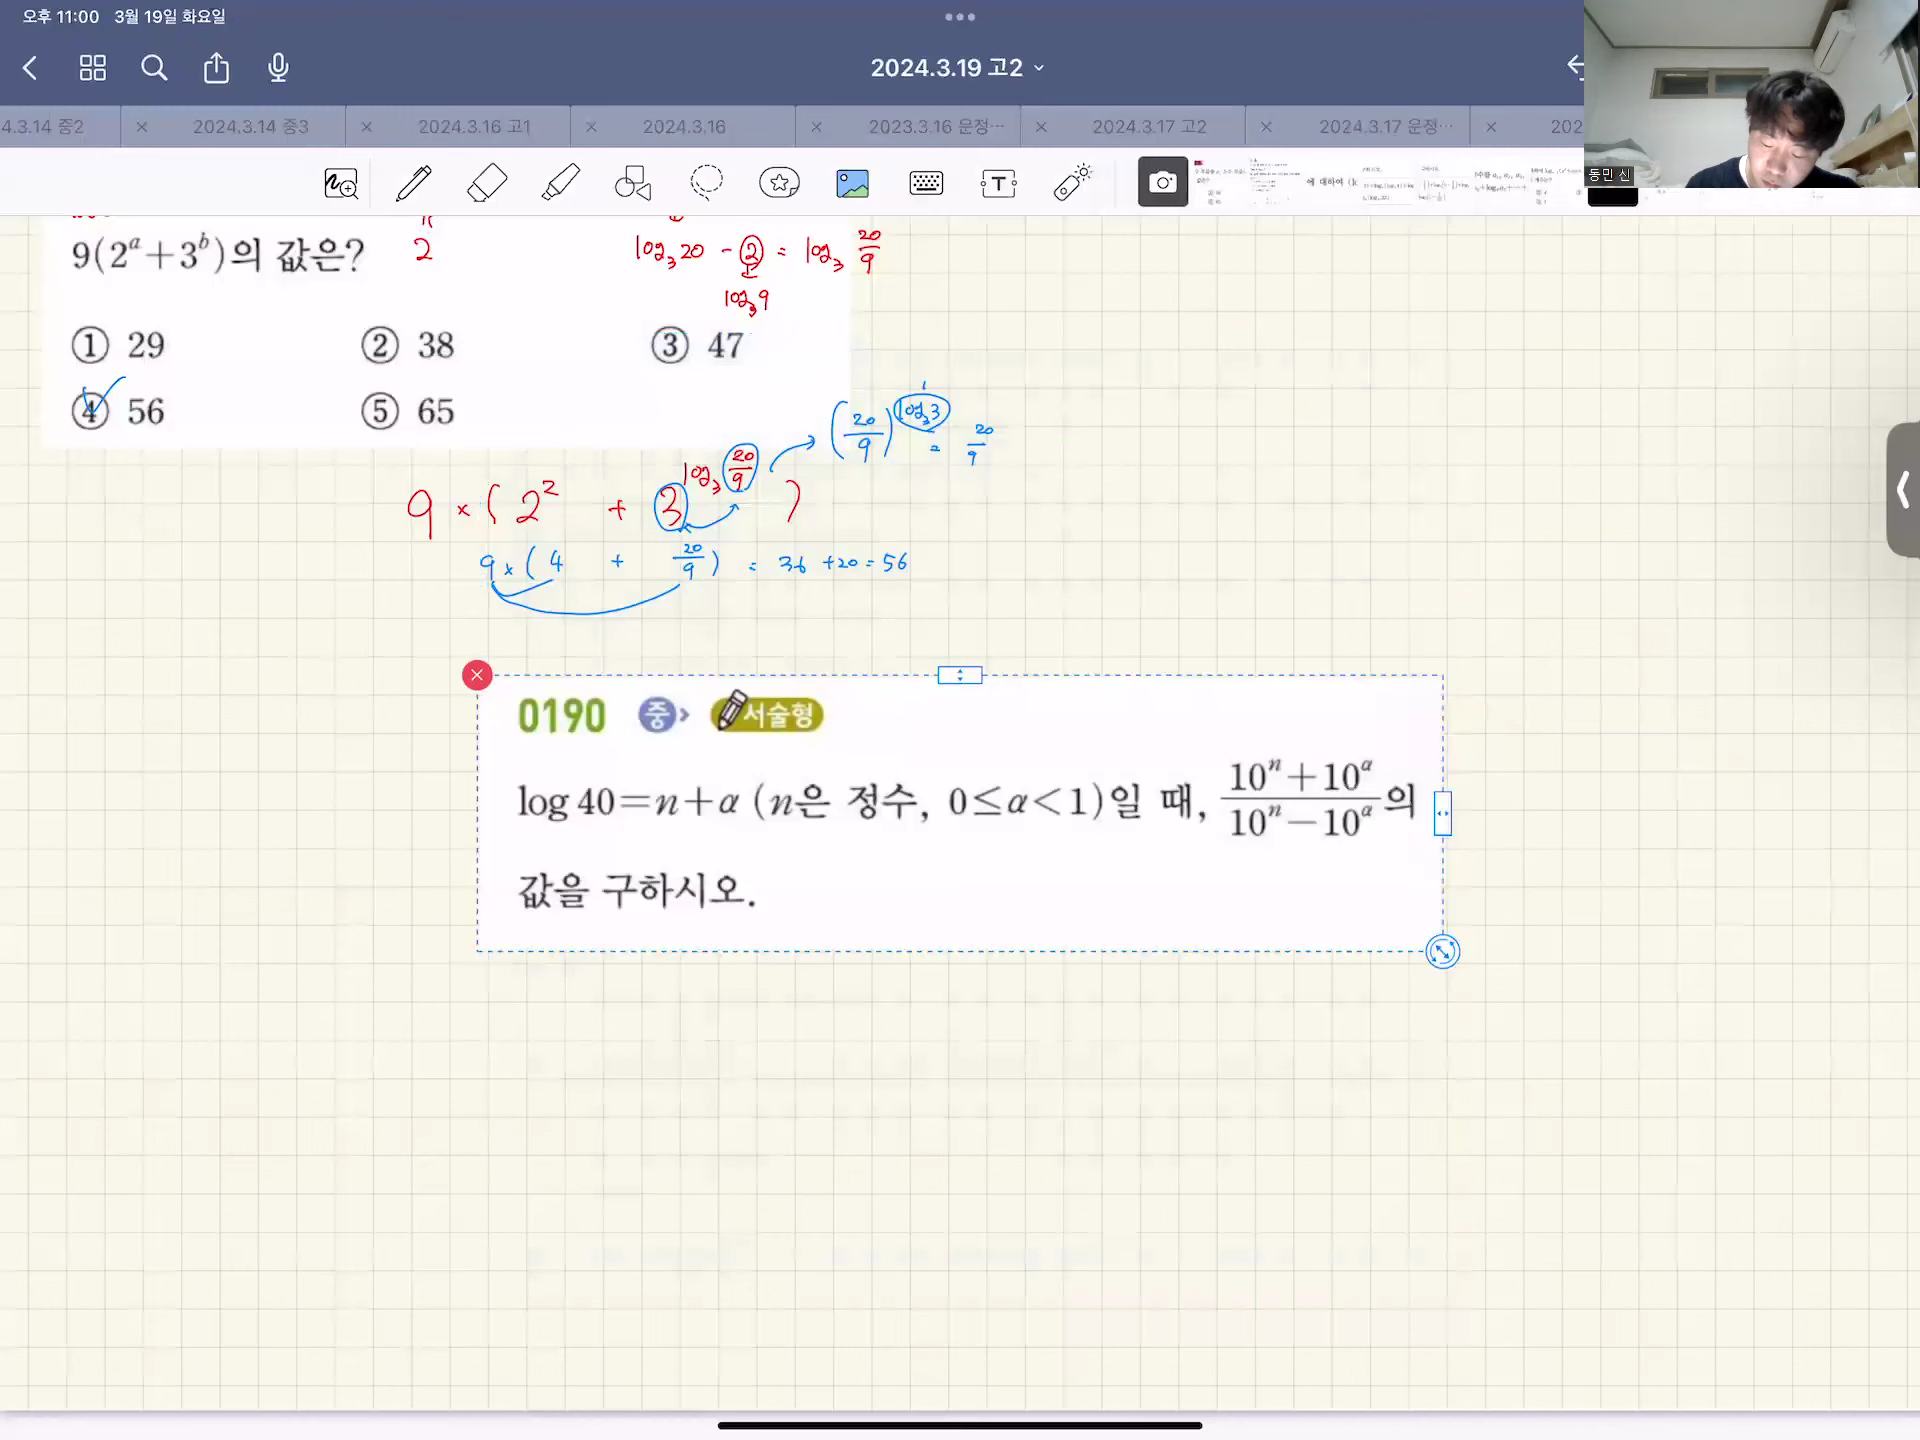 오후 11:00 3월 19일 화요일
2024.3.19 고2
4.3.14 중2
2024.3.14 중3
2024.3.16 고1
2024.3.16
2023.3.16 운정…
2024.3.17 고2
2024.3.17 운정…
202
동민 신
9(2^a+3^b)의 값은? 2
log₃20 - 2 = log₃ 20/9
log₃9
① 29 ② 38 ③ 47
④ 56 ⑤ 65
(20/9)^log₃3 = 20/9
9 × (2² + 3^log₃ 20/9)
9 × (4 + 20/9) = 36 + 20 = 56
0190 중 서술형
log 40=n+α (n은 정수, 0≤α<1)일 때, (10^n+10^α)/(10^n−10^α)의
값을 구하시오.